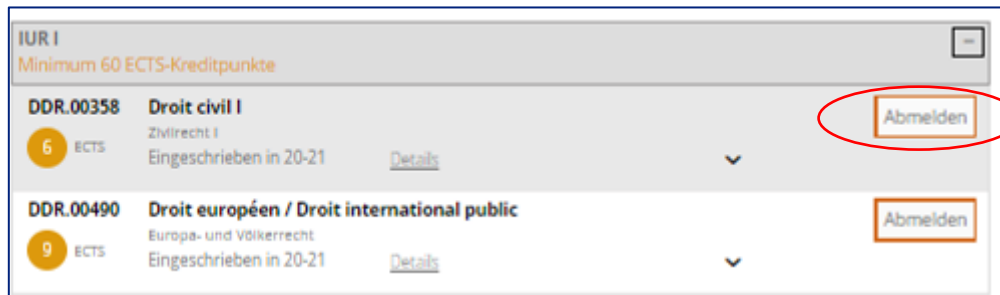 IUR I
Minimum 60 ECTS-Kreditpunkte
DDR.00358 Droit civil I Abmelden
Zivilrecht I
6 ECTS Eingeschrieben in 20-21 Details
DDR.00490 Droit européen / Droit international public Abmelden
Europa- und Völkerrecht
9 ECTS Eingeschrieben in 20-21 Details